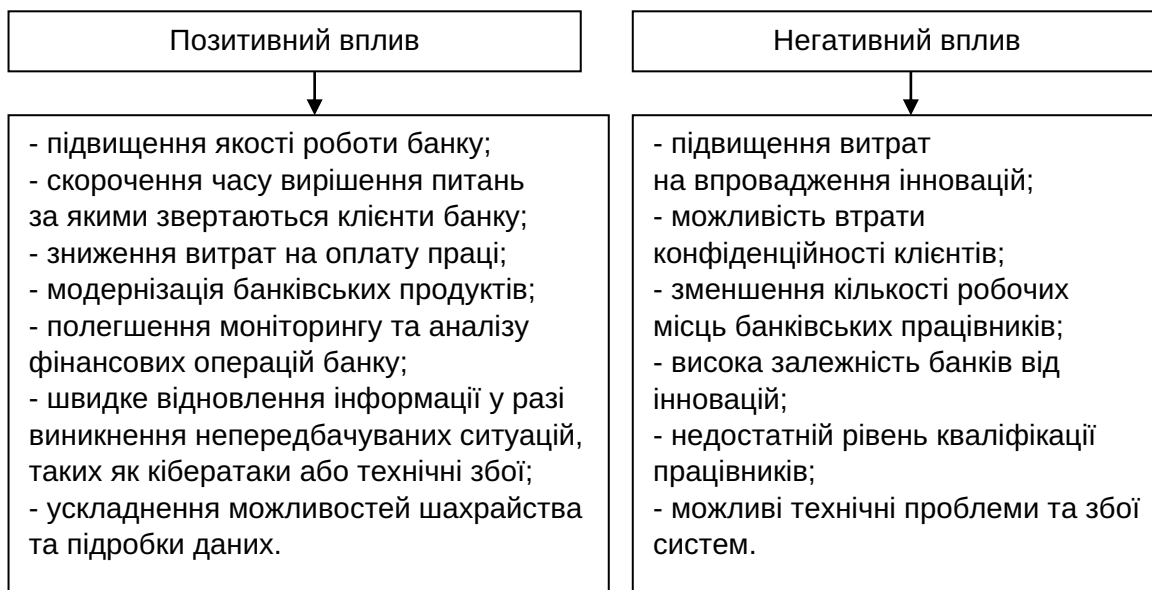 Позитивний вплив
- підвищення якості роботи банку;
- скорочення часу вирішення питань
за якими звертаються клієнти банку;
- зниження витрат на оплату праці;
- модернізація банківських продуктів;
- полегшення моніторингу та аналізу
фінансових операцій банку;
- швидке відновлення інформації у разі
виникнення непередбачуваних ситуацій,
таких як кібератаки або технічні збої;
- ускладнення можливостей шахрайства
та підробки даних.
Негативний вплив
- підвищення витрат
на впровадження інновацій;
- можливість втрати
конфіденційності клієнтів;
- зменшення кількості робочих
місць банківських працівників;
- висока залежність банків від
інновацій;
- недостатній рівень кваліфікації
працівників;
- можливі технічні проблеми та збої
систем.